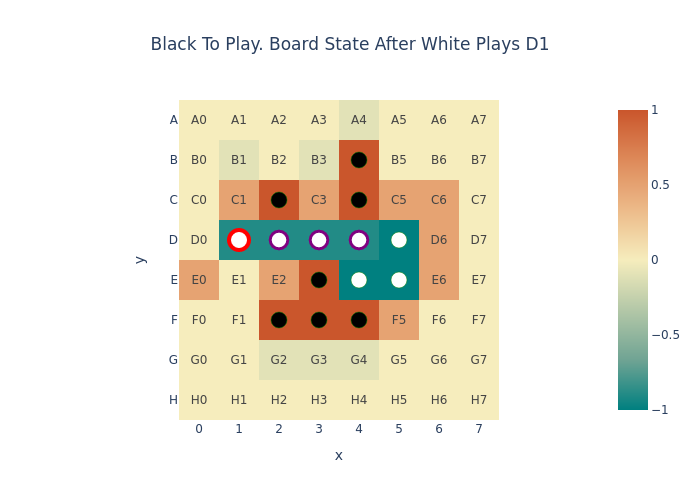 Black To Play. Board State After White Plays D1
A A0 A1 A2 A3 A4 A5 A6 A7
B B0 B1 B2 B3 B5 B6 B7
C C0 C1 C3 C5 C6 C7
D D0 D6 D7
E E0 E1 E2 E6 E7
F F0 F1 F5 F6 F7
G G0 G1 G2 G3 G4 G5 G6 G7
H H0 H1 H2 H3 H4 H5 H6 H7
0 1 2 3 4 5 6 7
x
y
1
0.5
0
−0.5
−1